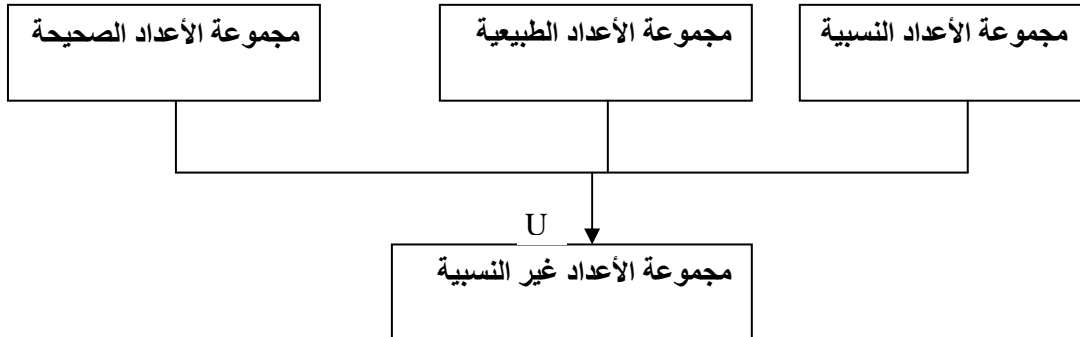 مجموعة الأعداد النسبية
مجموعة الأعداد الطبيعية
مجموعة الأعداد الصحيحة
U
مجموعة الأعداد غير النسبية